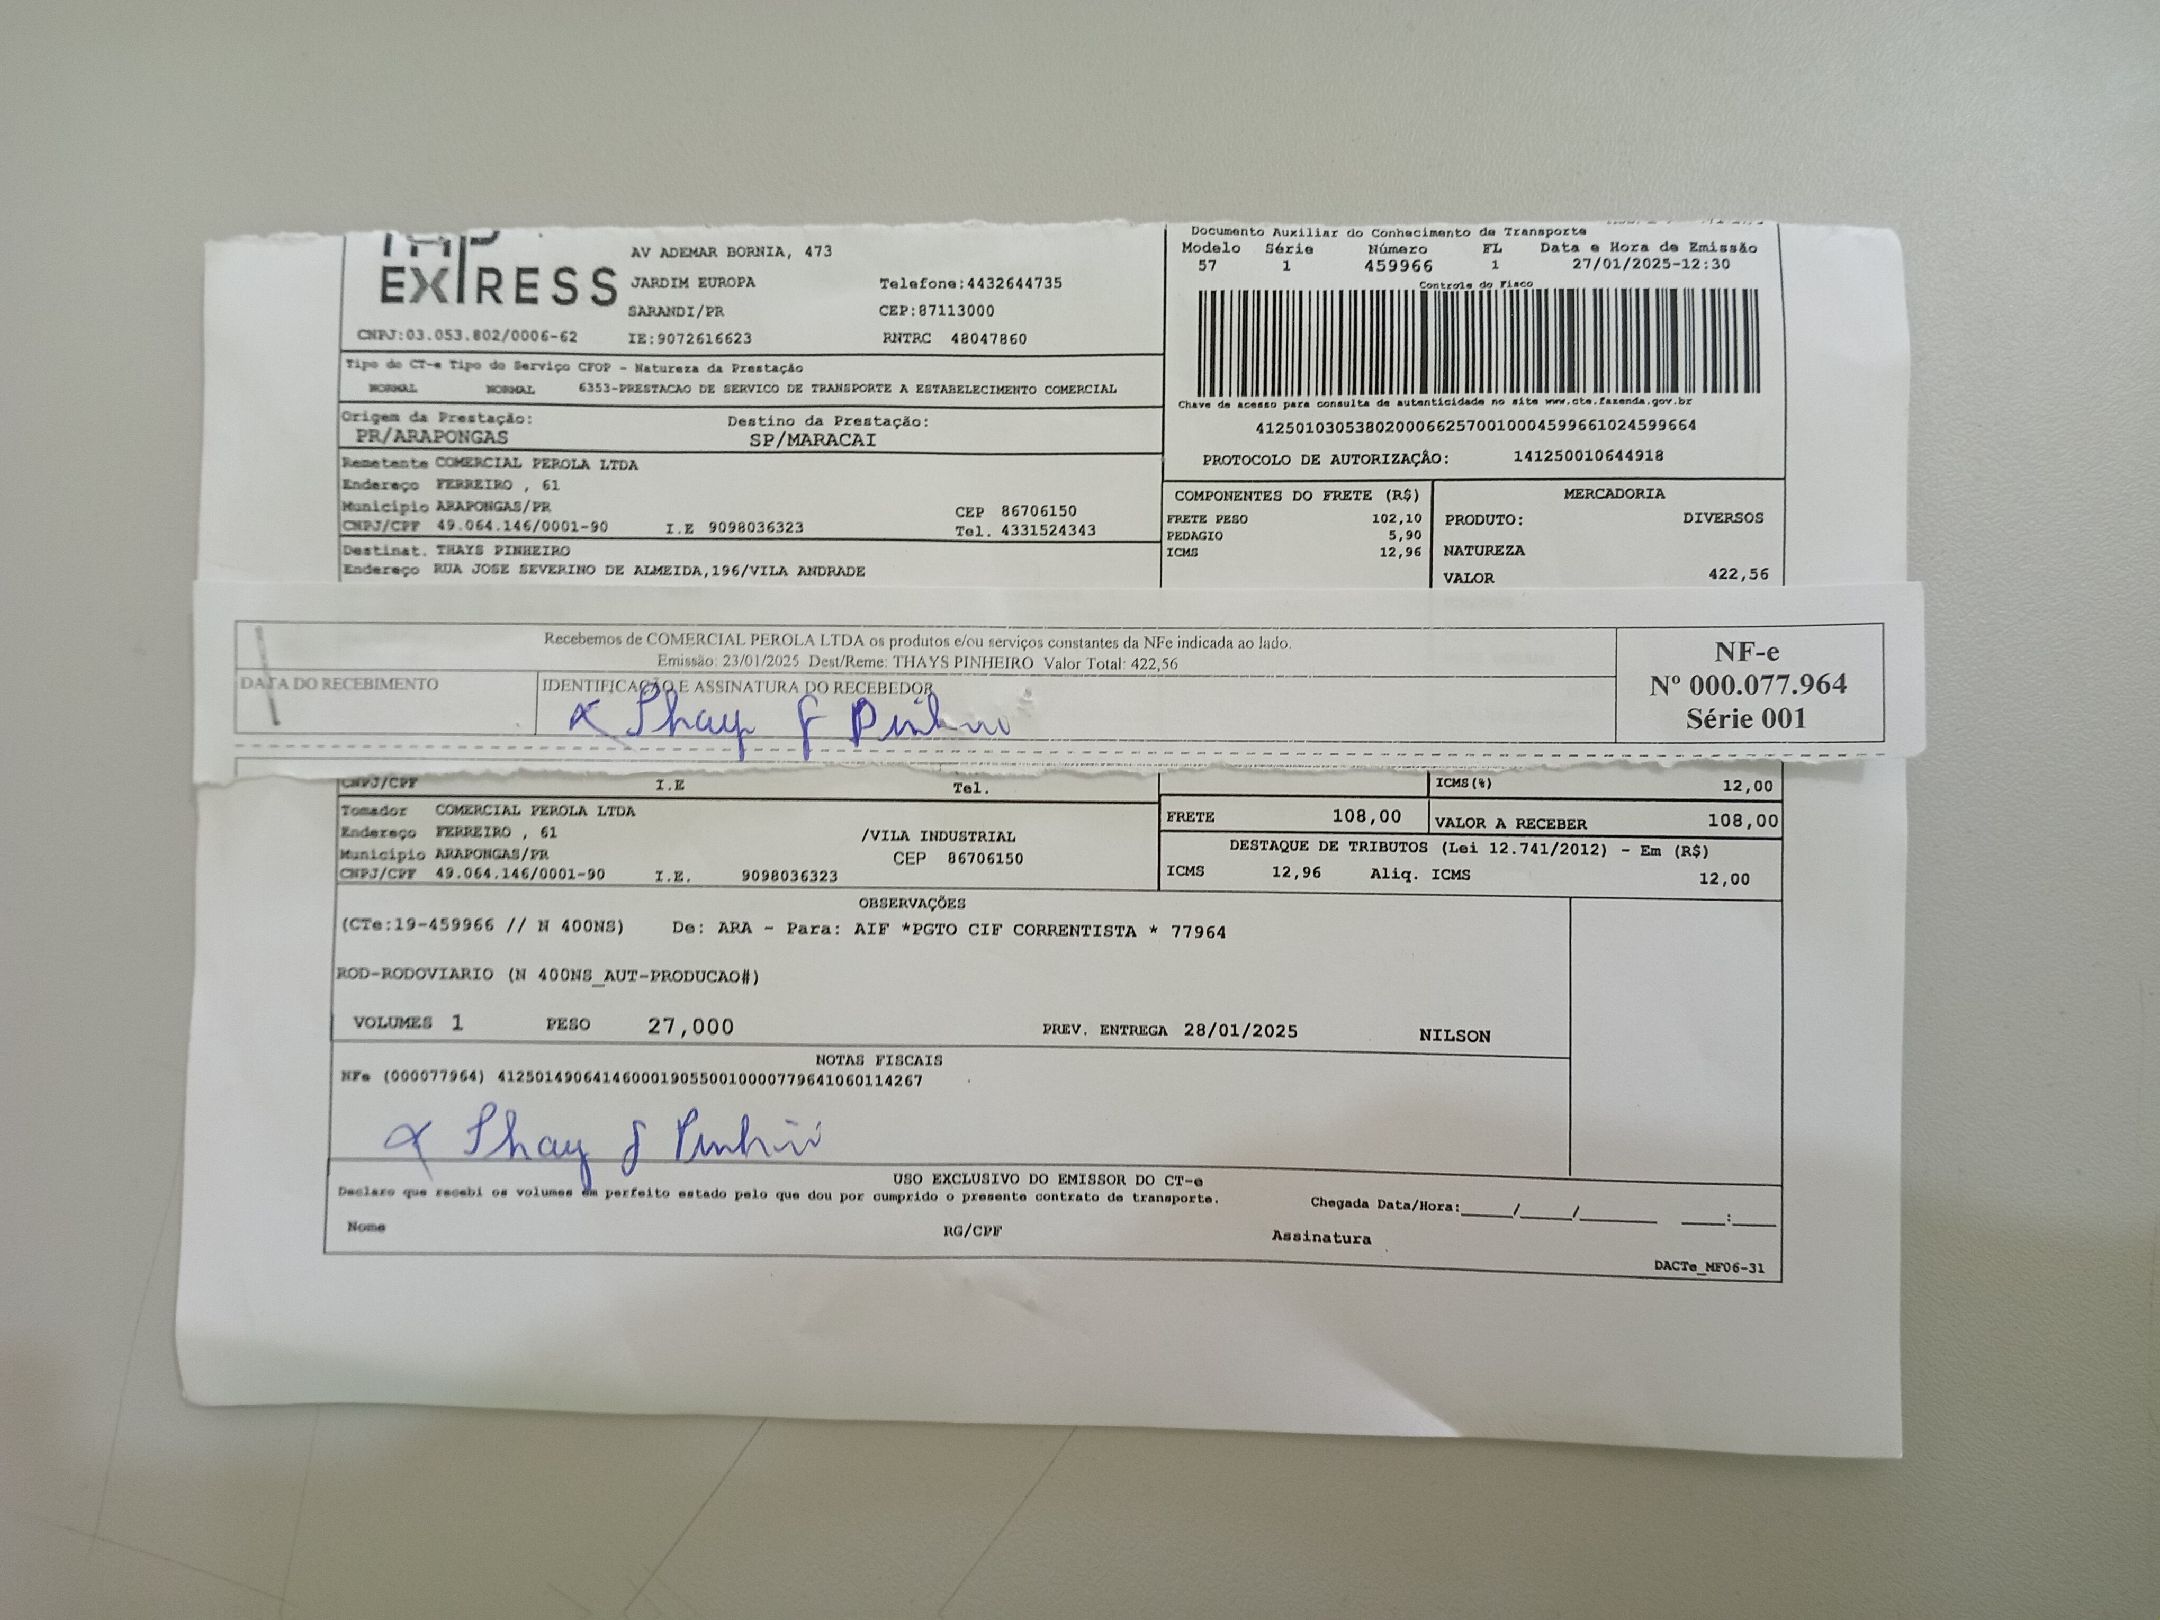 EXPRESS
AV ADEMAR BORNIA, 473
JARDIM EUROPA
Telefone:4432644735
SARANDI/PR
CEP:87113000
CNPJ:03.053.802/0006-62
IE:9072616623
RNTRC 48047860
Documento Auxiliar do Conhecimento de Transporte
Modelo Série Número FL Data e Hora de Emissão
57 1 459966 1 27/01/2025-12:30
Controle do Fisco
Chave de acesso para consulta de autenticidade no site www.cte.fazenda.gov.br
41250103053802000662570010004599661024599664
PROTOCOLO DE AUTORIZAÇÃO: 141250010644918
Tipo do CT-e Tipo do Serviço CFOP - Natureza da Prestação
NORMAL NORMAL 6353-PRESTACAO DE SERVICO DE TRANSPORTE A ESTABELECIMENTO COMERCIAL
Origem da Prestação: Destino da Prestação:
PR/ARAPONGAS SP/MARACAI
Remetente COMERCIAL PEROLA LTDA
Endereço FERREIRO , 61
Município ARAPONGAS/PR CEP 86706150
CNPJ/CPF 49.064.146/0001-90 I.E 9098036323 Tel. 4331524343
Destinat. THAYS PINHEIRO
Endereço RUA JOSE SEVERINO DE ALMEIDA,196/VILA ANDRADE
COMPONENTES DO FRETE (R$)
FRETE PESO 102,10
PEDAGIO 5,90
ICMS 12,96
MERCADORIA
PRODUTO: DIVERSOS
NATUREZA
VALOR 422,56
Recebemos de COMERCIAL PEROLA LTDA os produtos e/ou serviços constantes da NFe indicada ao lado.
Emissão: 23/01/2025 Dest/Reme: THAYS PINHEIRO Valor Total: 422,56
DATA DO RECEBIMENTO
IDENTIFICAÇÃO E ASSINATURA DO RECEBEDOR
NF-e
Nº 000.077.964
Série 001
CNPJ/CPF I.E Tel.
ICMS(%) 12,00
Tomador COMERCIAL PEROLA LTDA
Endereço FERREIRO , 61 /VILA INDUSTRIAL
Município ARAPONGAS/PR CEP 86706150
CNPJ/CPF 49.064.146/0001-90 I.E. 9098036323
FRETE 108,00 VALOR A RECEBER 108,00
DESTAQUE DE TRIBUTOS (Lei 12.741/2012) - Em (R$)
ICMS 12,96 Aliq. ICMS 12,00
OBSERVAÇÕES
(CTe:19-459966 // N 400NS) De: ARA - Para: AIF *PGTO CIF CORRENTISTA * 77964
ROD-RODOVIARIO (N 400NS_AUT-PRODUCAO#)
VOLUMES 1 PESO 27,000 PREV. ENTREGA 28/01/2025 NILSON
NOTAS FISCAIS
NFe (000077964) 41250149064146000190550010000779641060114267
USO EXCLUSIVO DO EMISSOR DO CT-e
Declaro que recebi os volumes em perfeito estado pelo que dou por cumprido o presente contrato de transporte.
Chegada Data/Hora:____/____/______ ____:____
Nome RG/CPF Assinatura
DACTe_MF06-31